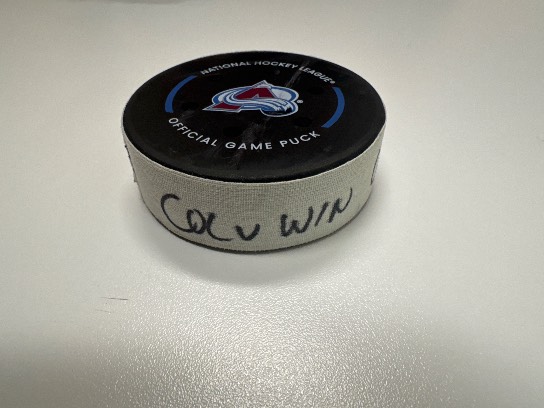 NATIONAL HOCKEY LEAGUE®
OFFICIAL GAME PUCK
COL V WIN